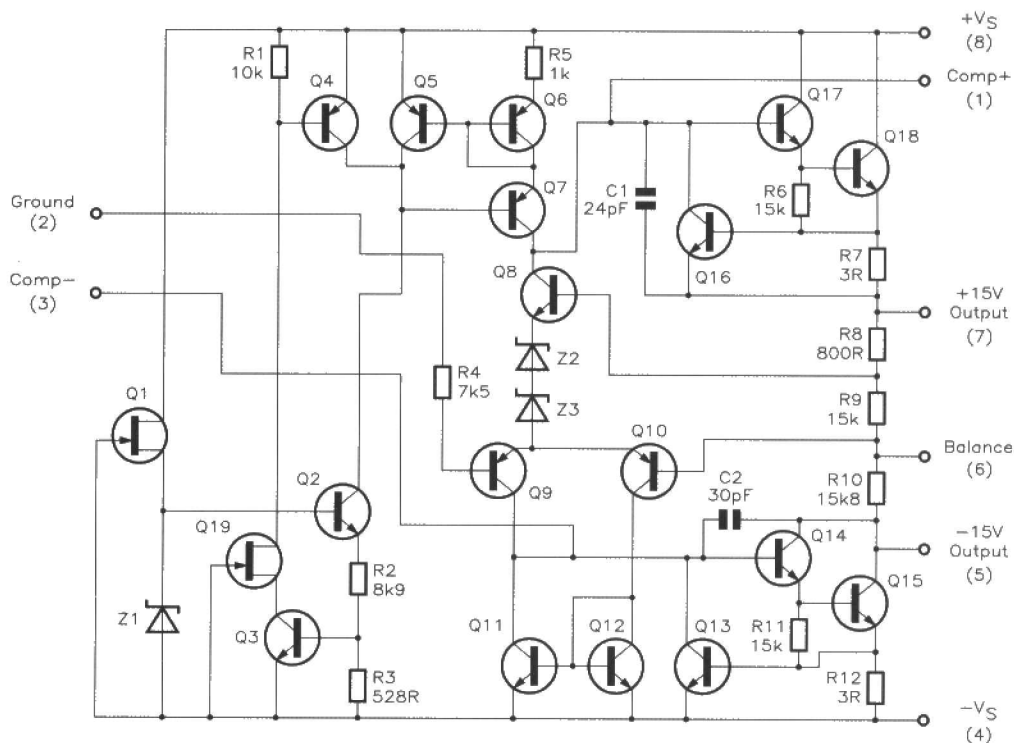 +VS
(8)
R1
10k
Q4
Q5
R5
1k
Q6
Comp+
(1)
Q17
Q18
Ground
(2)
Q7
C1
24pF
R6
15k
Q16
R7
3R
Comp-
(3)
Q8
+15V
Output
(7)
Z2
R8
800R
R4
7k5
Z3
R9
15k
Q1
Q10
Q9
Balance
(6)
Q2
C2
30pF
R10
15k8
Q19
Q14
-15V
Output
(5)
R2
8k9
Q15
Z1
Q3
Q11
Q12
Q13
R11
15k
R3
528R
R12
3R
-VS
(4)